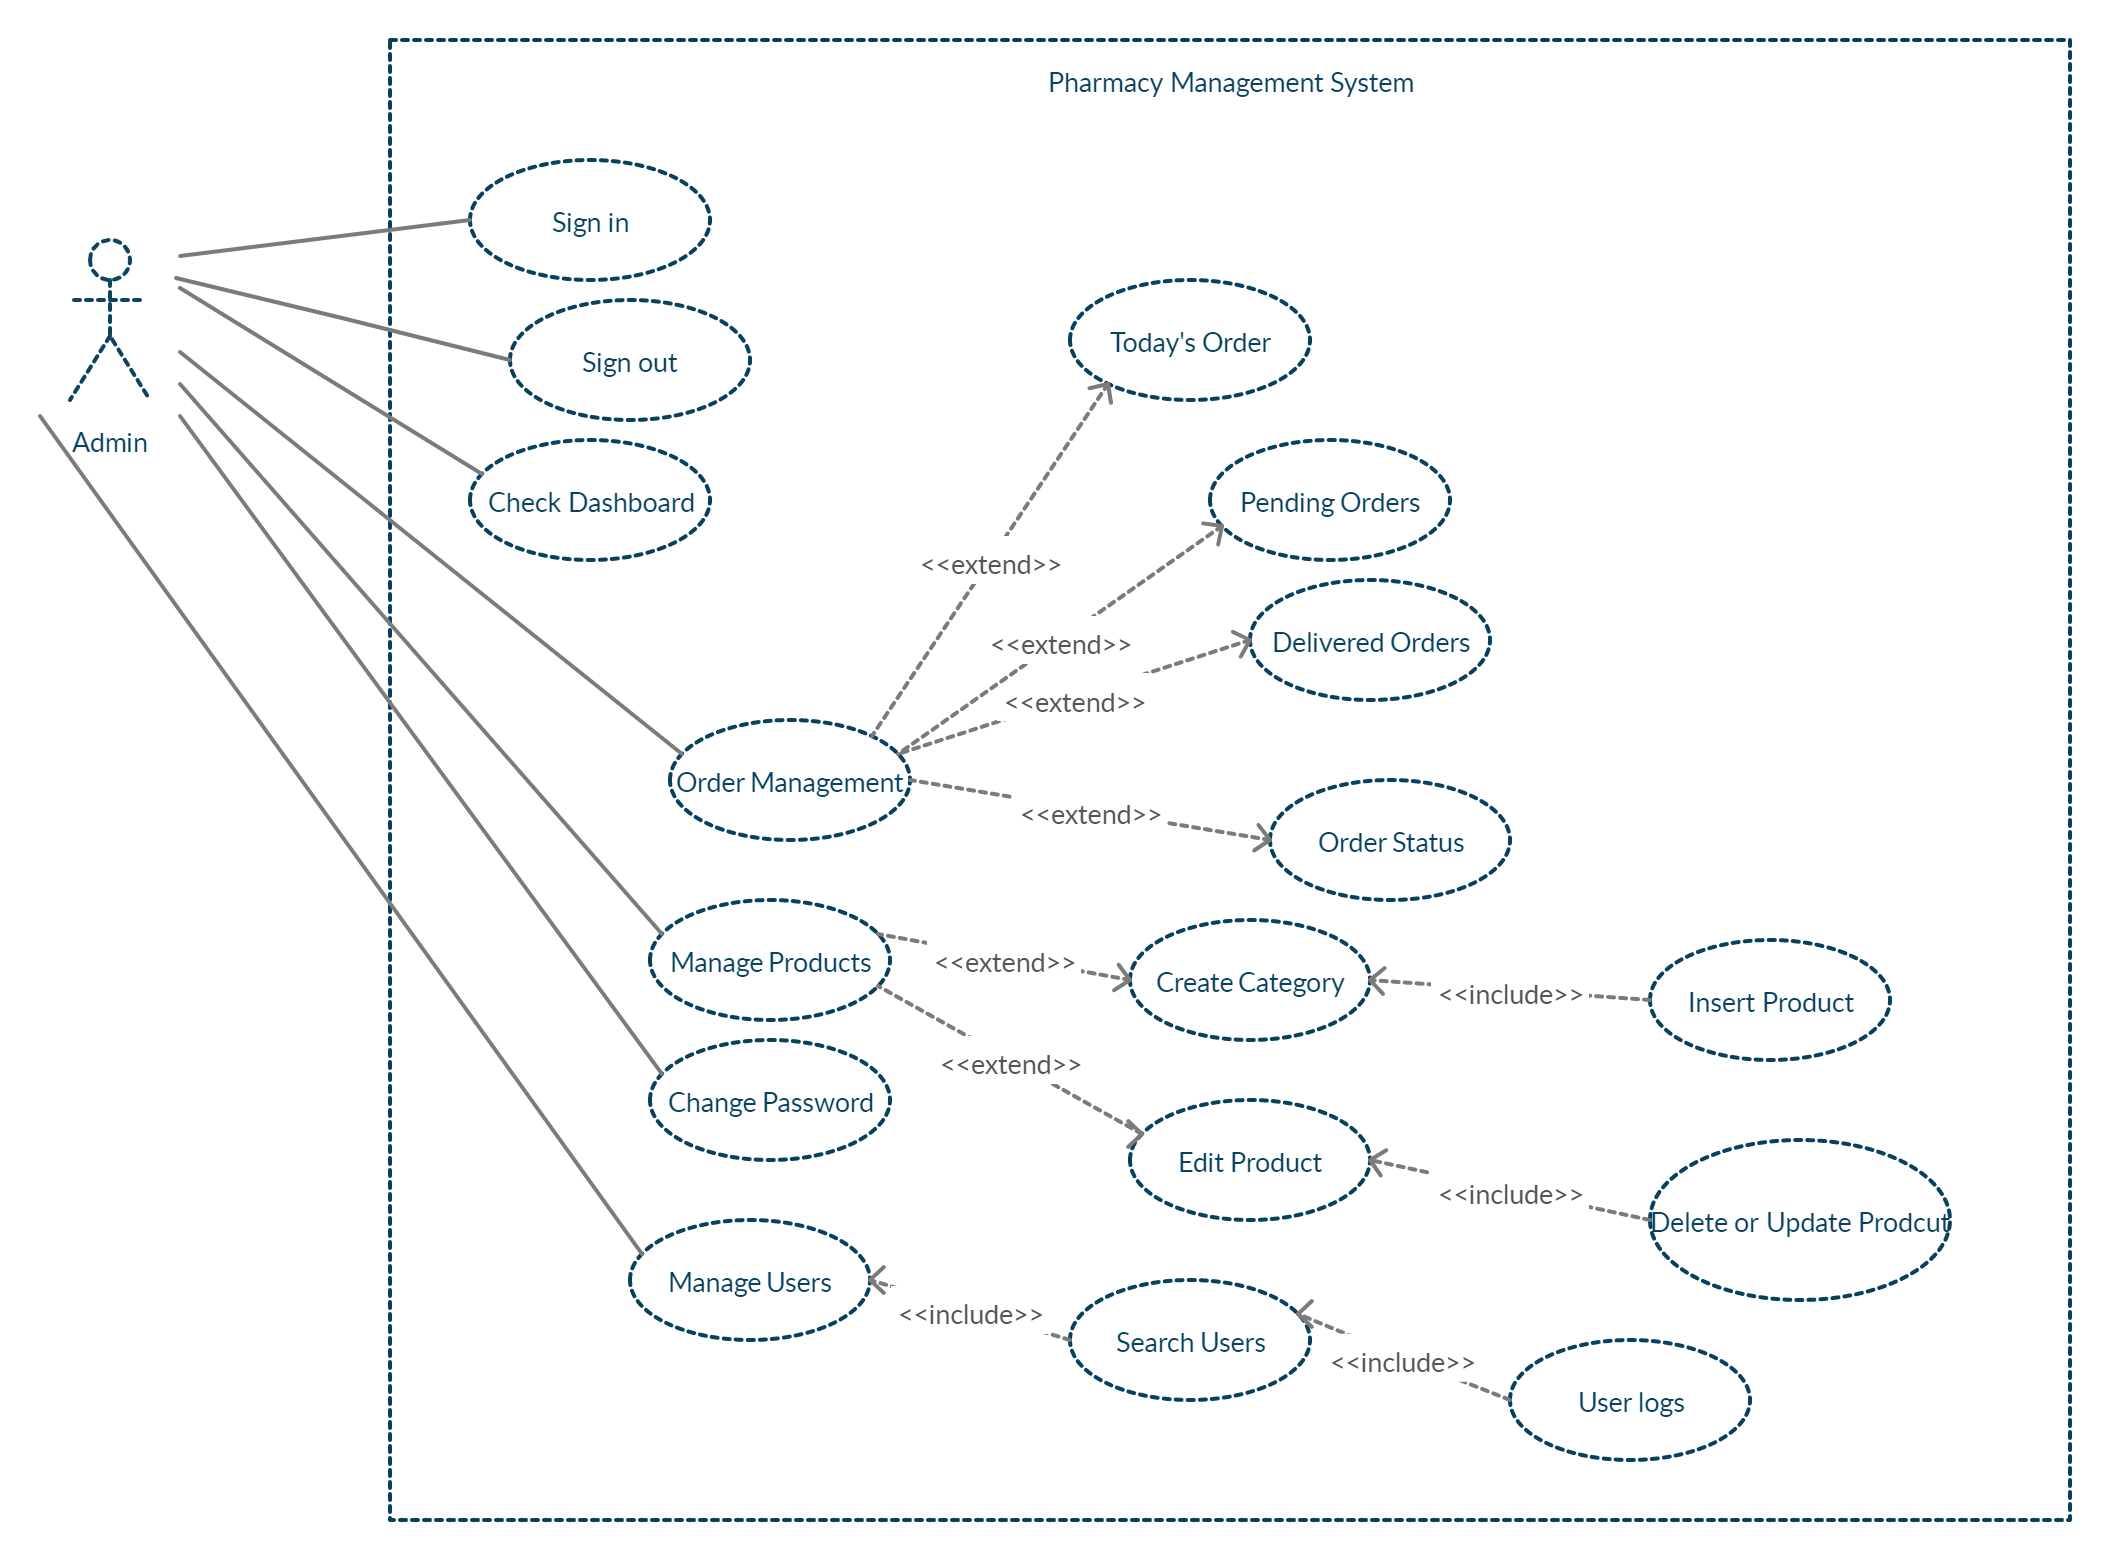 Pharmacy Management System
Sign in
Sign out
Today's Order
Admin
Check Dashboard
Pending Orders
<<extend>>
<<extend>>
Delivered Orders
<<extend>>
Order Management
<<extend>>
Order Status
Manage Products
<<extend>>
Create Category
<<include>>
Insert Product
<<extend>>
Change Password
Edit Product
<<include>>
Delete or Update Prodcut
Manage Users
<<include>>
Search Users
<<include>>
User logs